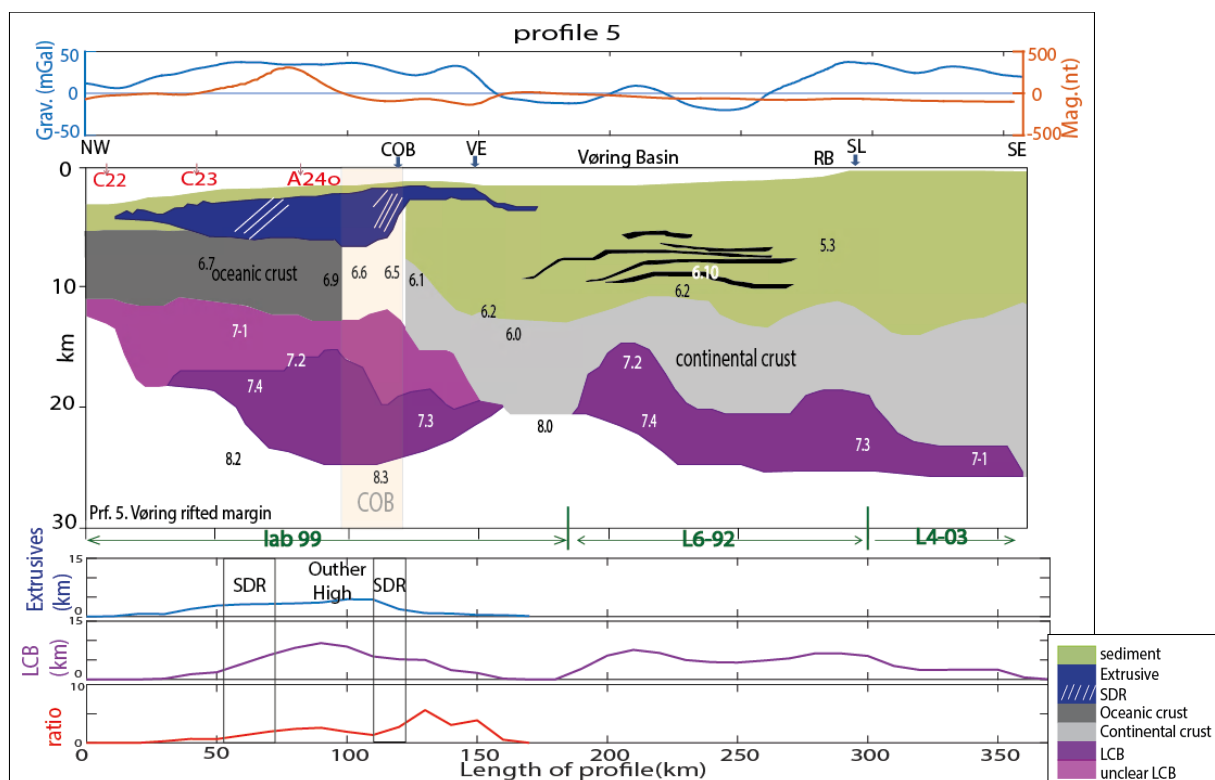 profile 5
50
0
-50
Grav. (mGal)
500
0
-500
Mag.(nt)
NW
COB
VE
Vøring Basin
RB
SL
SE
C22
C23
A24o
0
10
20
30
km
6.7
oceanic crust
6.9
6.6
6.5
6.1
6.2
6.0
5.3
6.10
6.2
continental crust
7-1
7.2
7.4
7.3
8.2
8.3
COB
8.0
7.2
7.4
7.3
7-1
Prf. 5. Vøring rifted margin
lab 99
L6-92
L4-03
15
0
Extrusives
(km)
SDR
Outher
High
SDR
15
0
LCB
(km)
10
0
ratio
0 50 100 150 200 250 300 350
Length of profile(km)
sediment
Extrusive
SDR
Oceanic crust
Continental crust
LCB
unclear LCB